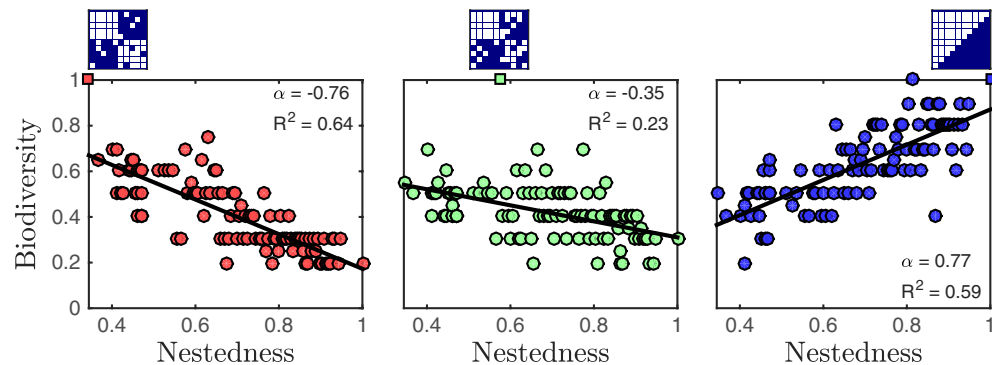 α = -0.76
R² = 0.64
α = -0.35
R² = 0.23
α = 0.77
R² = 0.59
Biodiversity
1
0.8
0.6
0.4
0.2
0
0.4 0.6 0.8 1
0.4 0.6 0.8 1
0.4 0.6 0.8 1
Nestedness
Nestedness
Nestedness